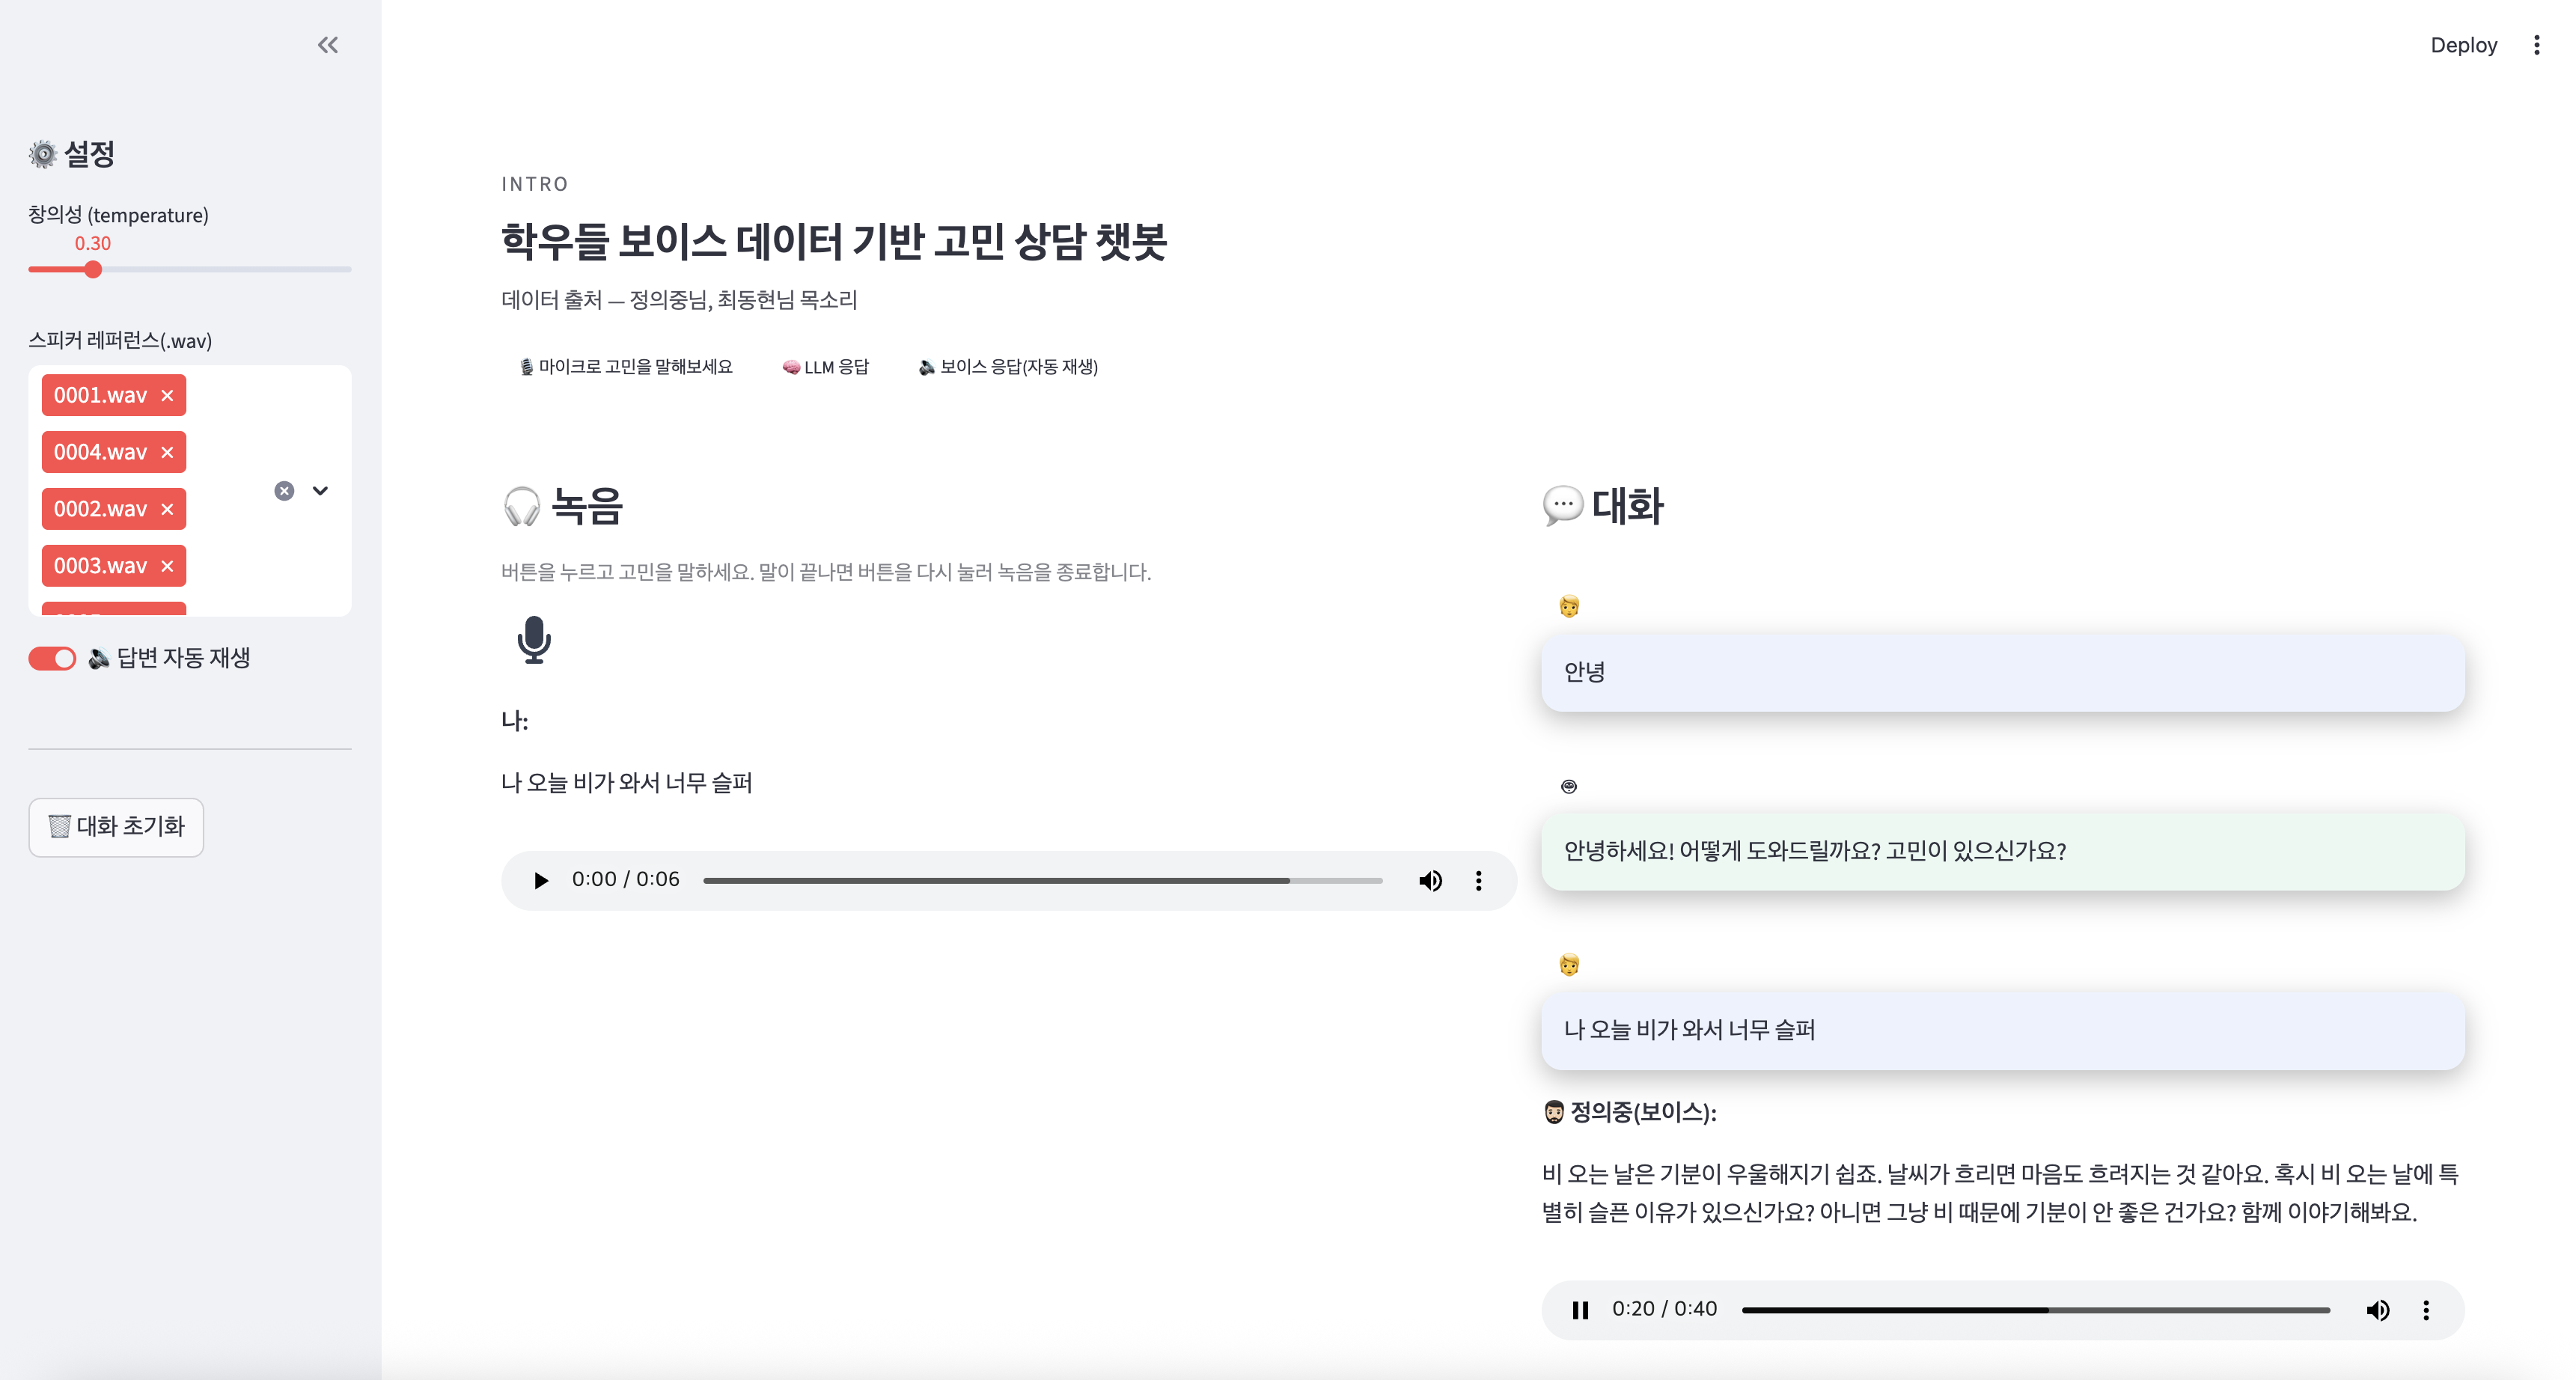 Deploy
설정
창의성 (temperature)
0.30
스피커 레퍼런스(.wav)
0001.wav
0004.wav
0002.wav
0003.wav
답변 자동 재생
대화 초기화
INTRO
학우들 보이스 데이터 기반 고민 상담 챗봇
데이터 출처 — 정의중님, 최동현님 목소리
마이크로 고민을 말해보세요
LLM 응답
보이스 응답(자동 재생)
녹음
버튼을 누르고 고민을 말하세요. 말이 끝나면 버튼을 다시 눌러 녹음을 종료합니다.
나:
나 오늘 비가 와서 너무 슬퍼
0:00 / 0:06
대화
안녕
안녕하세요! 어떻게 도와드릴까요? 고민이 있으신가요?
나 오늘 비가 와서 너무 슬퍼
정의중(보이스):
비 오는 날은 기분이 우울해지기 쉽죠. 날씨가 흐리면 마음도 흐려지는 것 같아요. 혹시 비 오는 날에 특
별히 슬픈 이유가 있으신가요? 아니면 그냥 비 때문에 기분이 안 좋은 건가요? 함께 이야기해봐요.
0:20 / 0:40